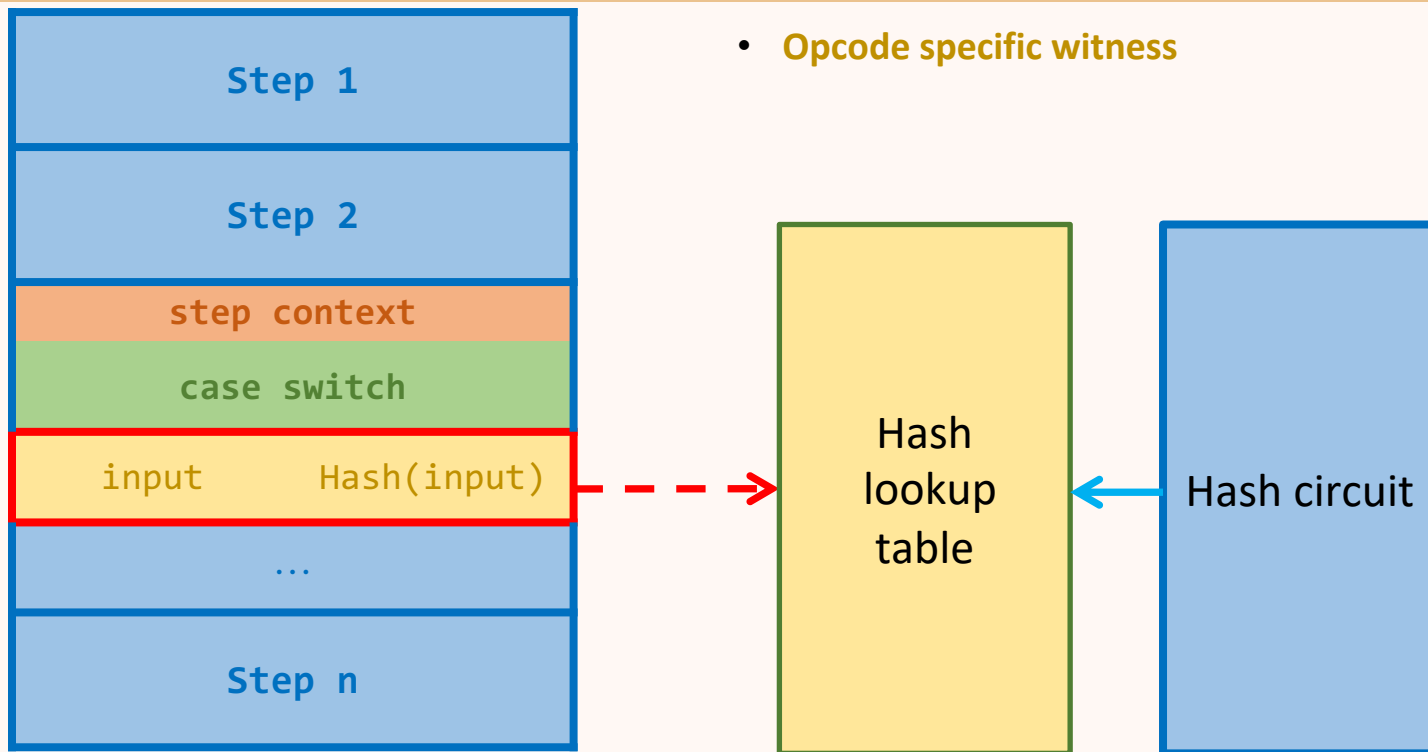 Step 1
Step 2
step context
case switch
input Hash(input)
...
Step n
• Opcode specific witness
Hash
lookup
table
Hash circuit